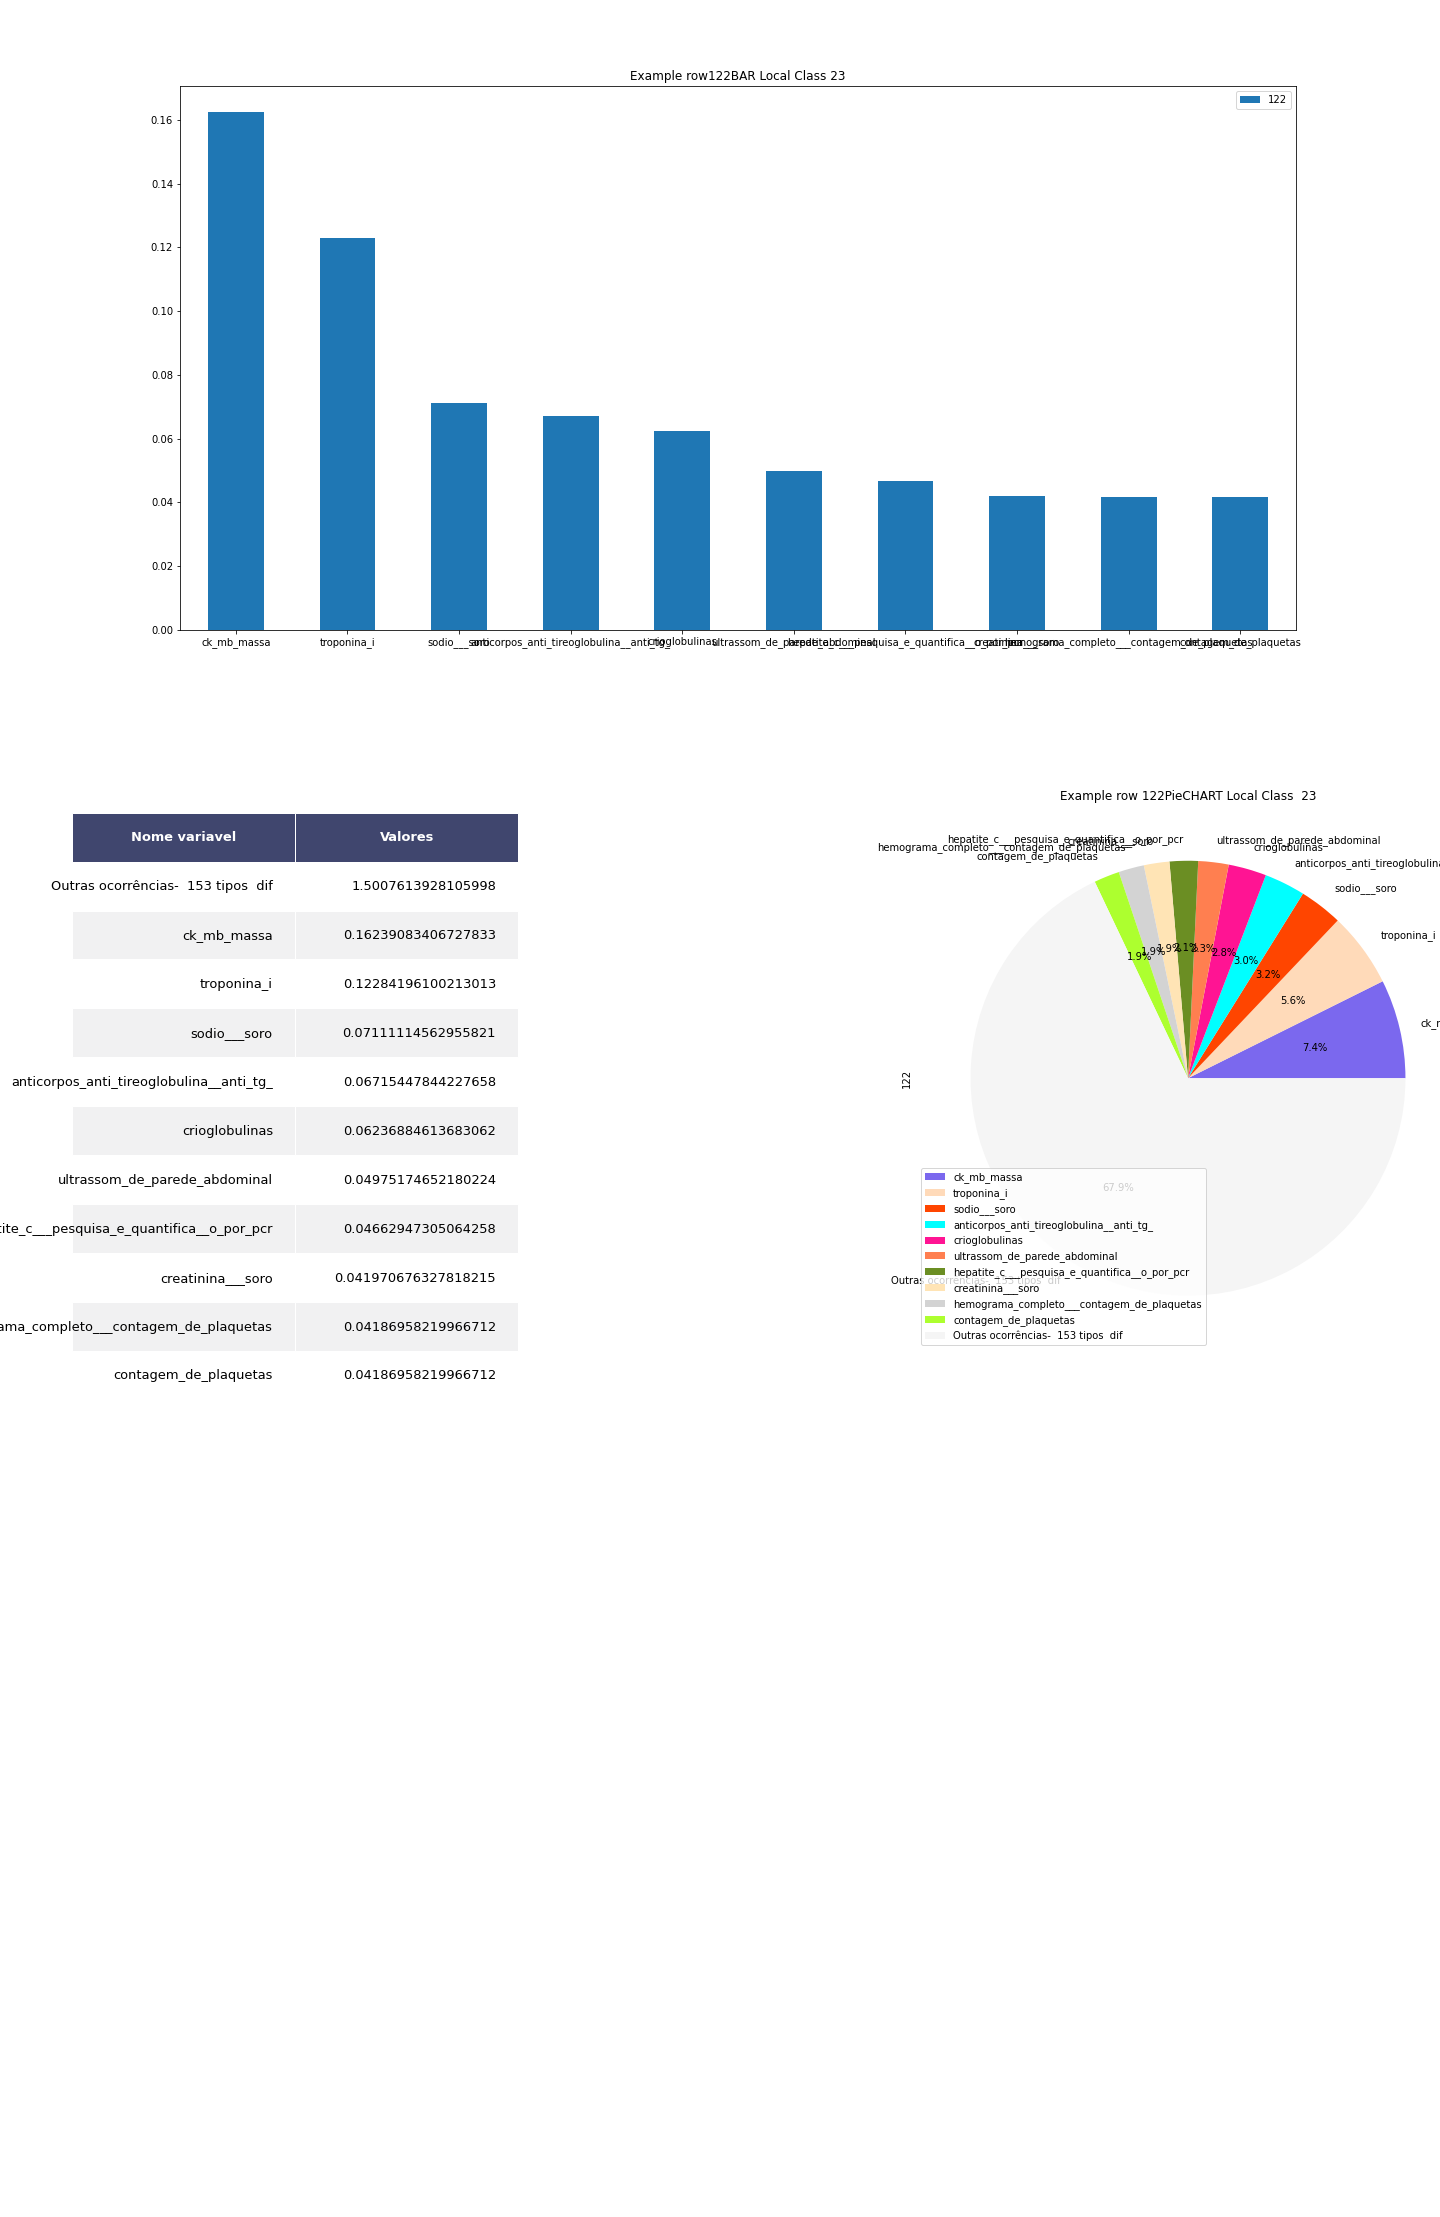 Example row122BAR Local Class 23
122
0.16
0.14
0.12
0.10
0.08
0.06
0.04
0.02
0.00
ck_mb_massa troponina_i sodio___soro anticorpos_anti_tireoglobulina__anti_tg_ crioglobulinas ultrassom_de_parede_abdominal hepatite_c___pesquisa_e_quantifica__o_por_pcr creatinina___soro hemograma_completo___contagem_de_plaquetas contagem_de_plaquetas
Nome variavel Valores
Outras ocorrências-  153 tipos  dif 1.5007613928105998
ck_mb_massa 0.16239083406727833
troponina_i 0.12284196100213013
sodio___soro 0.07111114562955821
anticorpos_anti_tireoglobulina__anti_tg_ 0.06715447844227658
crioglobulinas 0.06236884613683062
ultrassom_de_parede_abdominal 0.04975174652180224
ite_c___pesquisa_e_quantifica__o_por_pcr 0.04662947305064258
creatinina___soro 0.041970676327818215
ama_completo___contagem_de_plaquetas 0.04186958219966712
contagem_de_plaquetas 0.04186958219966712
Example row 122PieCHART Local Class  23
hepatite_c___pesquisa_e_quantifica__o_por_pcr
creatinina___soro
hemograma_completo___contagem_de_plaquetas
contagem_de_plaquetas
ultrassom_de_parede_abdominal
crioglobulinas
anticorpos_anti_tireoglobulina
sodio___soro
troponina_i
ck_
1.9%
1.9%
1.9%
2.1%
2.3%
2.8%
3.0%
3.2%
5.6%
7.4%
122
67.9%
Outras ocorrências-  153 tipos  dif
ck_mb_massa
troponina_i
sodio___soro
anticorpos_anti_tireoglobulina__anti_tg_
crioglobulinas
ultrassom_de_parede_abdominal
hepatite_c___pesquisa_e_quantifica__o_por_pcr
creatinina___soro
hemograma_completo___contagem_de_plaquetas
contagem_de_plaquetas
Outras ocorrências-  153 tipos  dif